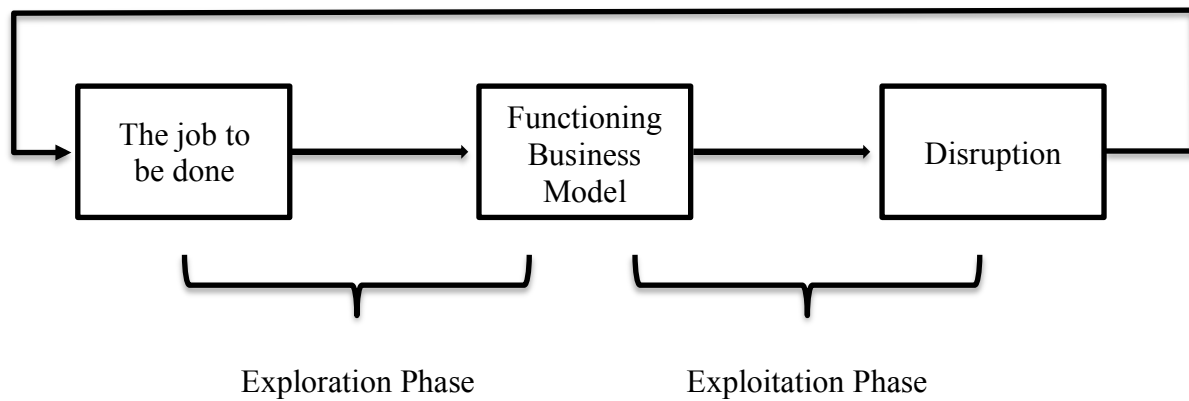 The job to
be done
Functioning
Business
Model
Disruption
Exploration Phase
Exploitation Phase